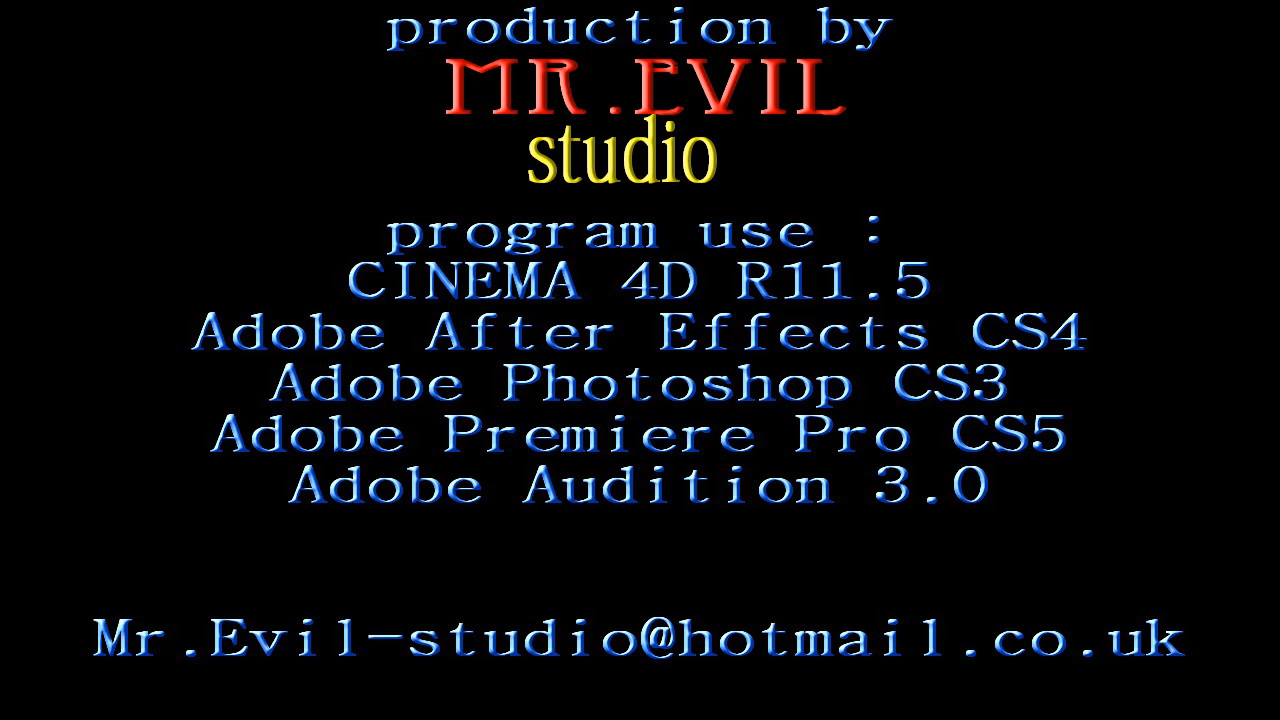 production by
MR.EVIL
studio
program use :
CINEMA 4D R11.5
Adobe After Effects CS4
Adobe Photoshop CS3
Adobe Premiere Pro CS5
Adobe Audition 3.0
Mr.Evil-studio@hotmail.co.uk